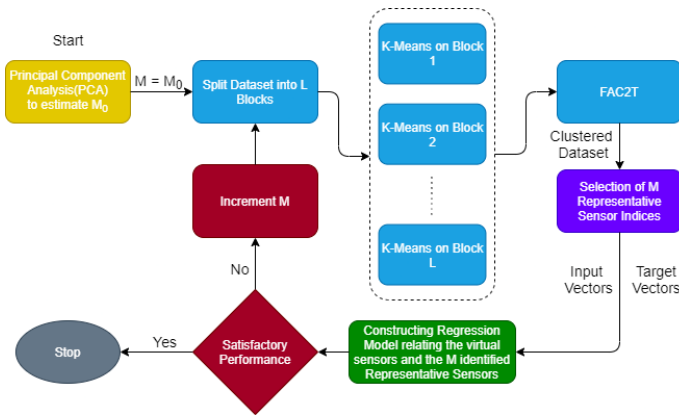 Start
Principal Component
Analysis(PCA)
to estimate M0
M = M0
Split Dataset into L
Blocks
K-Means on Block
1
K-Means on Block
2
K-Means on Block
L
FAC2T
Clustered
Dataset
Selection of M
Representative
Sensor Indices
Input
Vectors
Target
Vectors
Constructing Regression
Model relating the virtual
sensors and the M identified
Representative Sensors
Satisfactory
Performance
No
Increment M
Yes
Stop